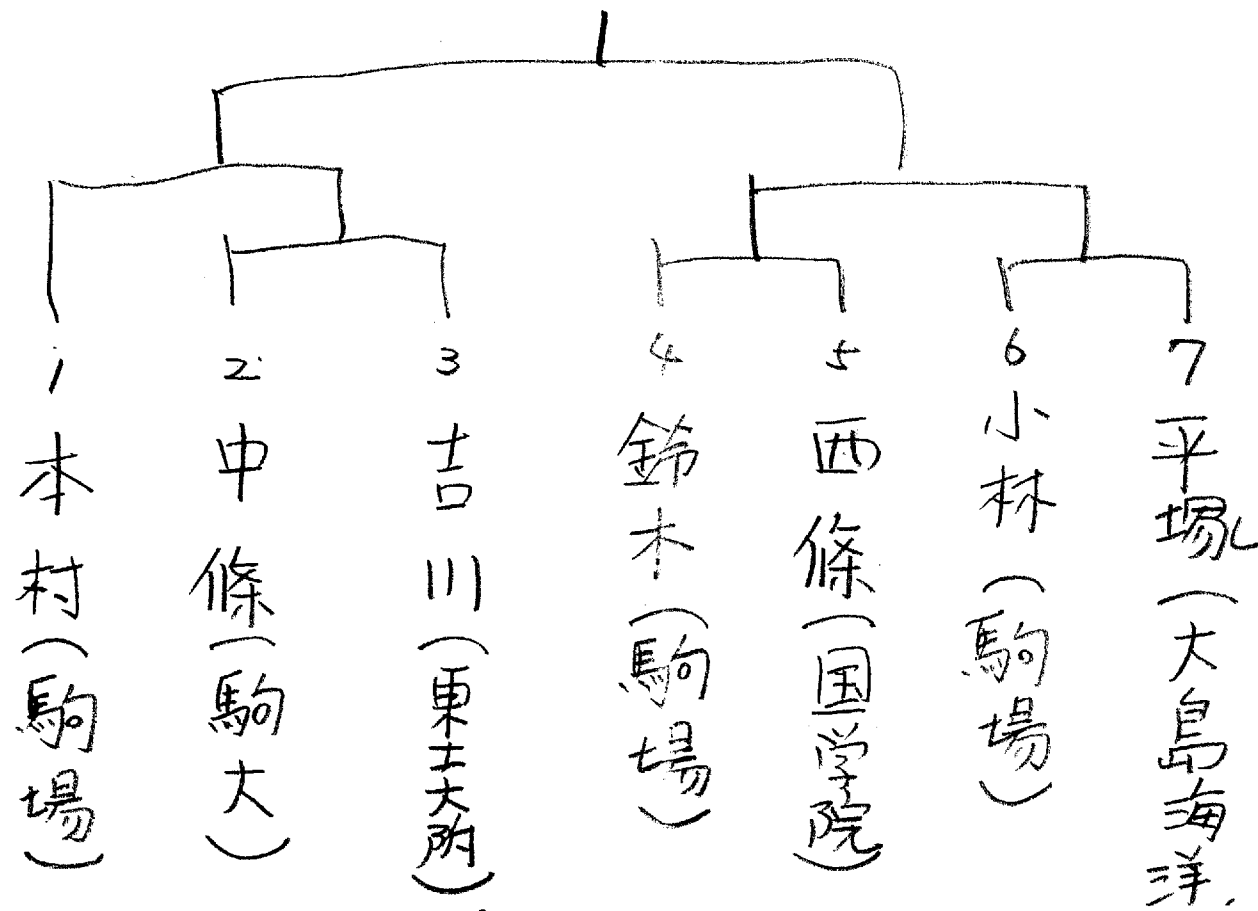 1 本村(駒場)
2 中條(駒大)
3 吉川(東工大附)
4 鈴木(駒場)
5 西條(国学院)
6 小林(駒場)
7 平塚(大島海洋